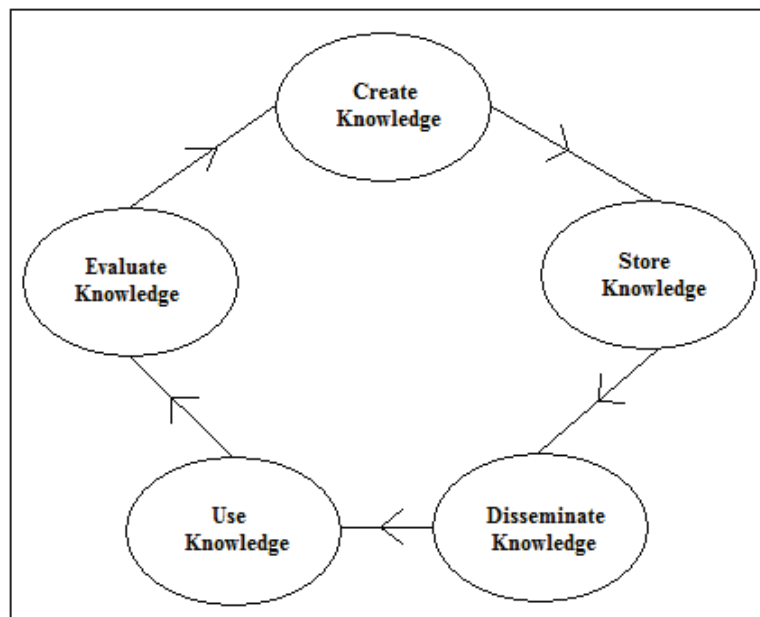 Create
Knowledge
Store
Knowledge
Disseminate
Knowledge
Use
Knowledge
Evaluate
Knowledge